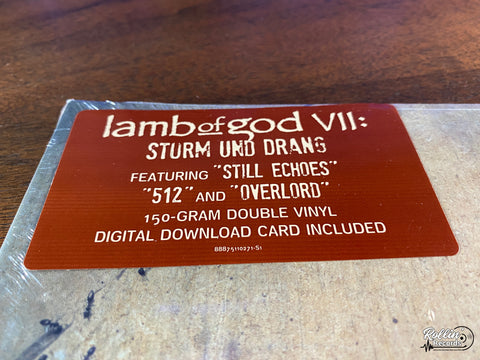 lamb of god VII:
STURM UND DRANG
FEATURING "STILL ECHOES"
"512" AND "OVERLORD"
150-GRAM DOUBLE VINYL
DIGITAL DOWNLOAD CARD INCLUDED
88875110271-S1
Rollin'
Records